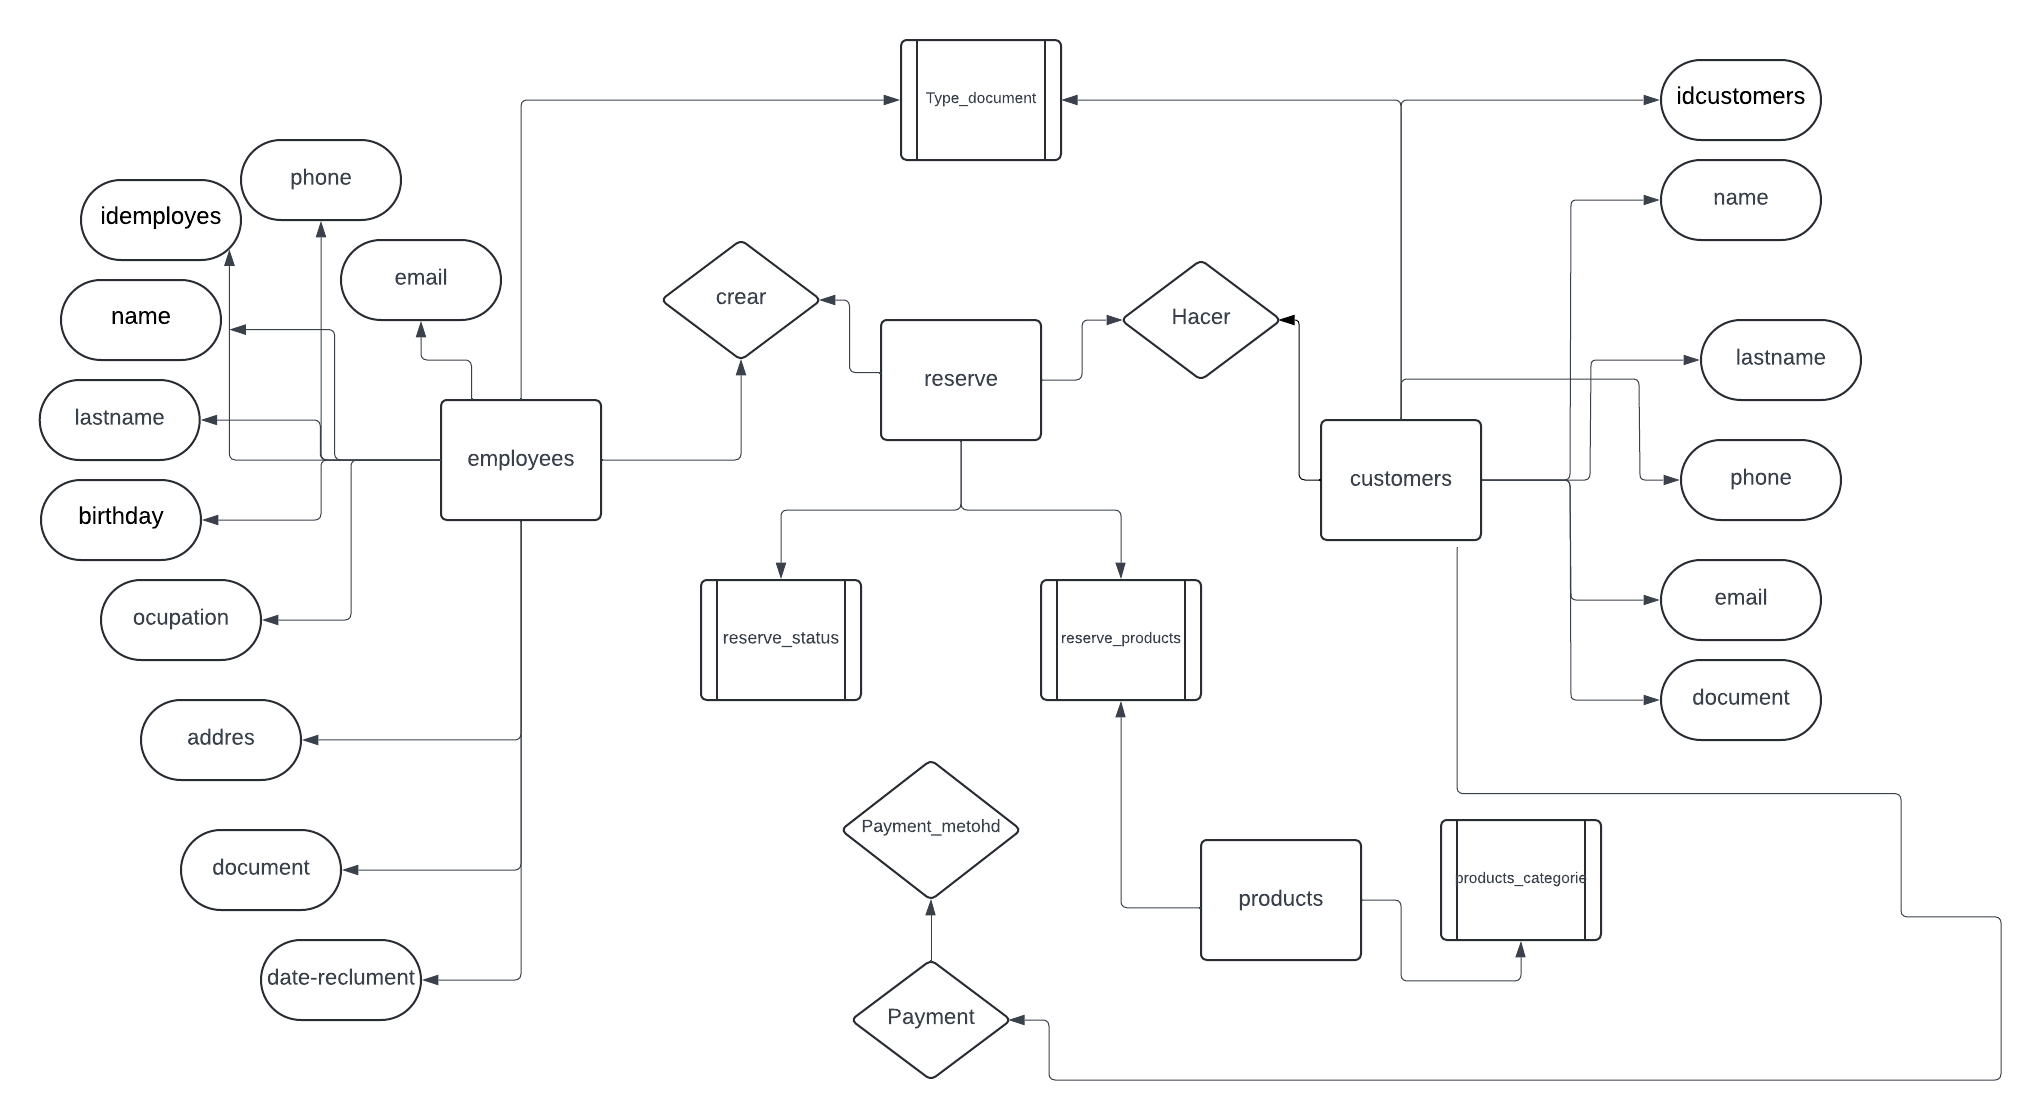 Type_document
idcustomers
phone
name
idemployes
email
crear
name
Hacer
lastname
reserve
lastname
employees
customers
phone
birthday
ocupation
reserve_status
reserve_products
email
document
addres
Payment_metohd
document
products
products_categorie
date-reclument
Payment